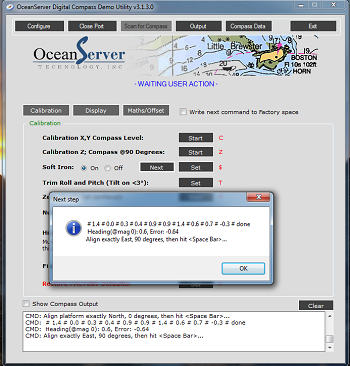 OceanServer Digital Compass Demo Utility v3.1.3.0
Configure Close Port Scan for Compass Output Compass Data Exit
Little Brewster I
BOSTON
Fl 10s 102ft
HORN
OceanServer
TECHNOLOGY, INC
- WAITING USER ACTION -
Calibration Display Maths/Offset
Write next command to Factory space
Calibration
Calibration X,Y Compass Level: Start C
Calibration Z; Compass @90 Degrees: Start Z
Soft Iron: On Off Next Set $
Trim Roll and Pitch (Tilt on <3°): Set T
Next step
# 1.4 # 0.0 # 0.3 # 0.4 # 0.9 # 0.9 # 1.4 # 0.6 # 0.7 # -0.3 # done
Heading(@mag 0): 0.6, Error: -0.64
Align exactly East, 90 degrees, then hit <Space Bar>...
OK
Show Compass Output
Clear
CMD: Align platform exactly North, 0 degrees, then hit <Space Bar>...
CMD: # 1.4 # 0.0 # 0.3 # 0.4 # 0.9 # 0.9 # 1.4 # 0.6 # 0.7 # -0.3 # done
CMD: Heading(@mag 0): 0.6, Error: -0.64
CMD: Align exactly East, 90 degrees, then hit <Space Bar>...